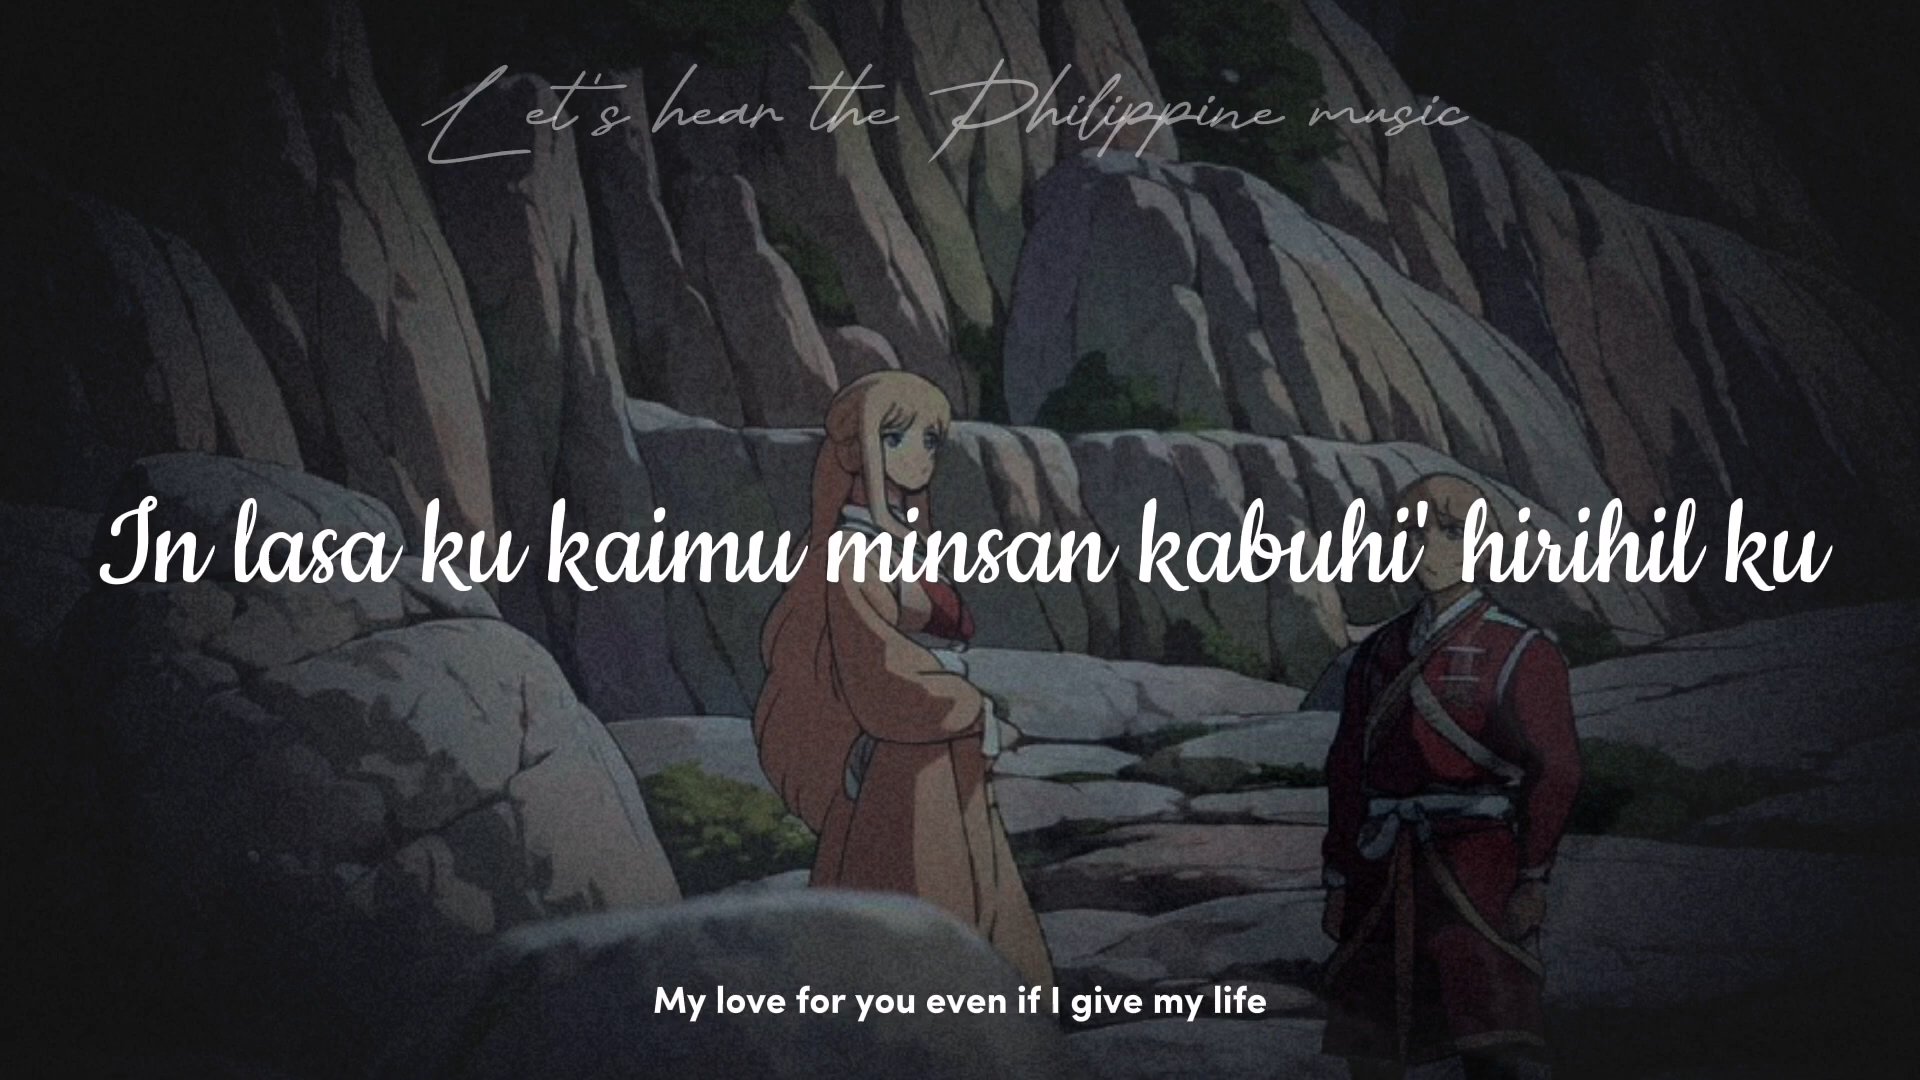 Let's hear the Philippine music
In lasa ku kaimu minsan kabuhi' hirihil ku
My love for you even if I give my life